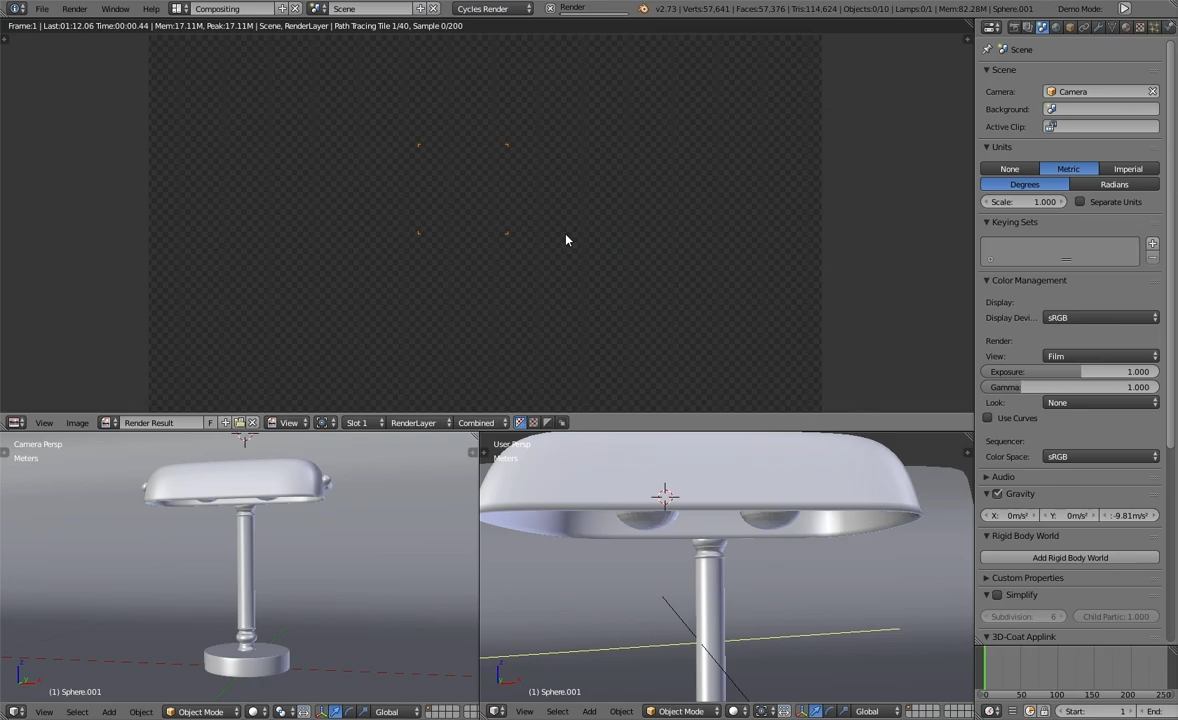 File Render Window Help Compositing Scene Cycles Render Render v2.73 | Verts:57,641 | Faces:57,376 | Tris:114,624 | Objects:0/10 | Lamps:0/1 | Mem:82.28M | Sphere.001 Demo Mode:
Frame:1 | Last:01:12.06 Time:00:00.44 | Mem:17.11M, Peak:17.11M | Scene, RenderLayer | Path Tracing Tile 1/40, Sample 0/200
Scene
Scene
Camera: Camera
Background:
Active Clip:
Units
None Metric Imperial
Degrees Radians
Scale: 1.000 Separate Units
Keying Sets
Color Management
Display:
Display Devi... sRGB
Render:
View: Film
Exposure: 1.000
Gamma: 1.000
Look: None
Use Curves
Sequencer:
Color Space: sRGB
Audio
Gravity
X: 0m/s² Y: 0m/s² :-9.81m/s²
Rigid Body World
Add Rigid Body World
Custom Properties
Simplify
Subdivision: 6 Child Partic: 1.000
3D-Coat Applink
View Image Render Result F View Slot 1 RenderLayer Combined
Camera Persp
Meters
(1) Sphere.001
View Select Add Object Object Mode Global
User Persp
Meters
(1) Sphere.001
View Select Add Object Object Mode Global
0 50 100 150 200 250
Start: 1 End: